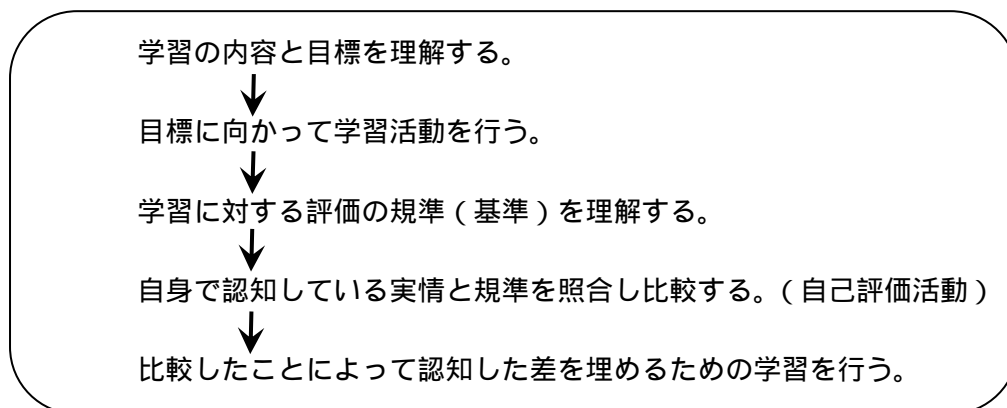 学習の内容と目標を理解する。
目標に向かって学習活動を行う。
学習に対する評価の規準（基準）を理解する。
自身で認知している実情と規準を照合し比較する。（自己評価活動）
比較したことによって認知した差を埋めるための学習を行う。